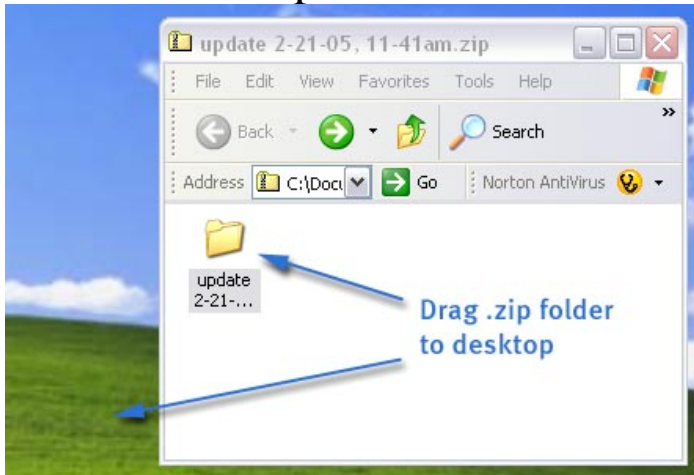 update 2-21-05, 11-41am.zip
File Edit View Favorites Tools Help
Back Search »
Address C:\Docu Go Norton AntiVirus
update
2-21-...
Drag .zip folder
to desktop